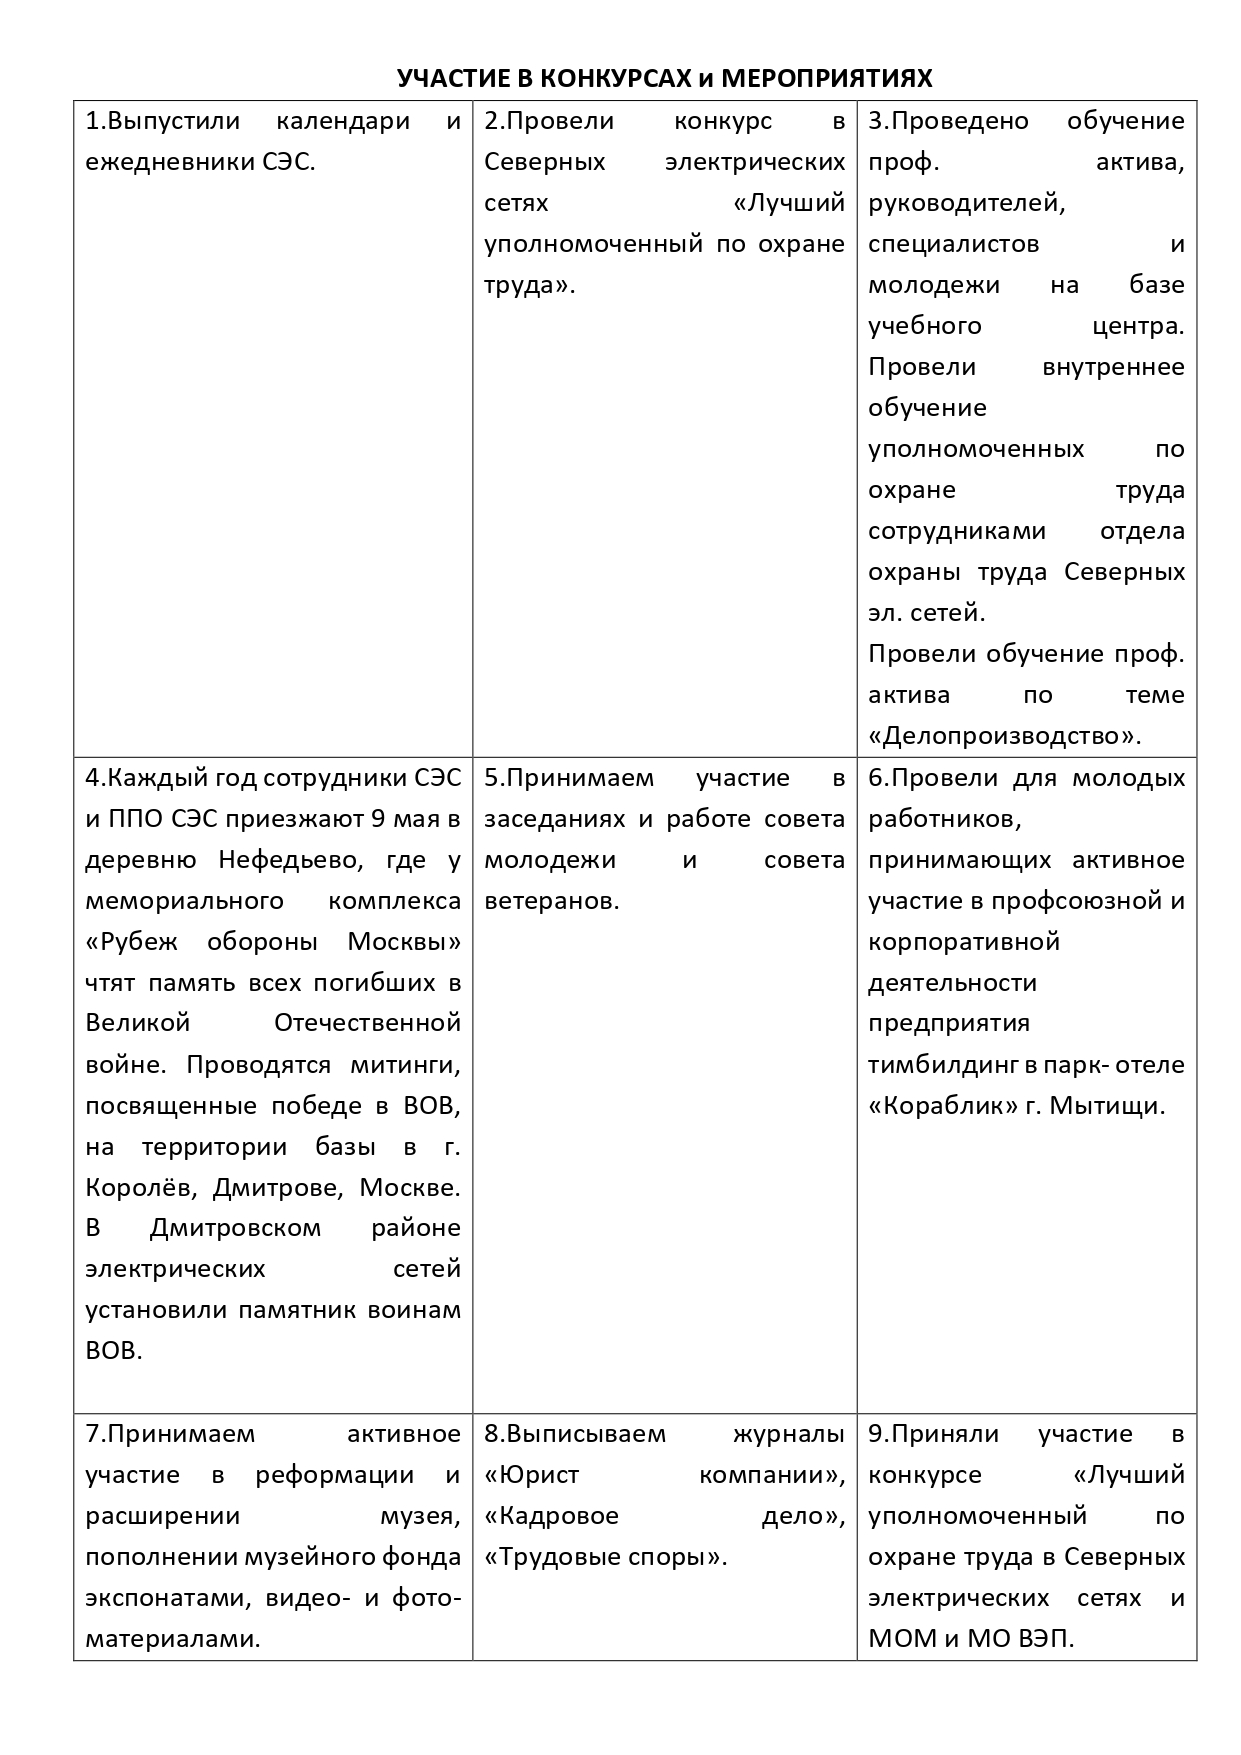 УЧАСТИЕ В КОНКУРСАХ и МЕРОПРИЯТИЯХ
1.Выпустили календари и
ежедневники СЭС.
2.Провели конкурс в
Северных электрических
сетях «Лучший
уполномоченный по охране
труда».
3.Проведено обучение
проф. актива,
руководителей,
специалистов и
молодежи на базе
учебного центра.
Провели внутреннее
обучение
уполномоченных по
охране труда
сотрудниками отдела
охраны труда Северных
эл. сетей.
Провели обучение проф.
актива по теме
«Делопроизводство».
4.Каждый год сотрудники СЭС
и ППО СЭС приезжают 9 мая в
деревню Нефедьево, где у
мемориального комплекса
«Рубеж обороны Москвы»
чтят память всех погибших в
Великой Отечественной
войне. Проводятся митинги,
посвященные победе в ВОВ,
на территории базы в г.
Королёв, Дмитрове, Москве.
В Дмитровском районе
электрических сетей
установили памятник воинам
ВОВ.
5.Принимаем участие в
заседаниях и работе совета
молодежи и совета
ветеранов.
6.Провели для молодых
работников,
принимающих активное
участие в профсоюзной и
корпоративной
деятельности
предприятия
тимбилдинг в парк- отеле
«Кораблик» г. Мытищи.
7.Принимаем активное
участие в реформации и
расширении музея,
пополнении музейного фонда
экспонатами, видео- и фото-
материалами.
8.Выписываем журналы
«Юрист компании»,
«Кадровое дело»,
«Трудовые споры».
9.Приняли участие в
конкурсе «Лучший
уполномоченный по
охране труда в Северных
электрических сетях и
МОМ и МО ВЭП.